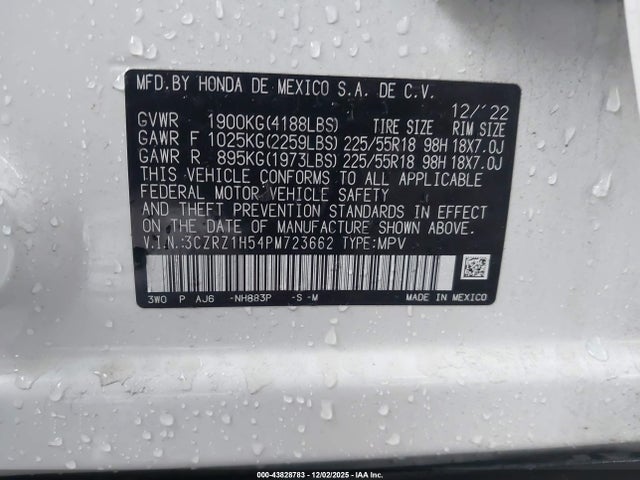 MFD.BY HONDA DE MEXICO S.A. DE C.V.
12/'22
GVWR 1900KG(4188LBS) TIRE SIZE RIM SIZE
GAWR F 1025KG(2259LBS) 225/55R18 98H 18X7.0J
GAWR R 895KG(1973LBS) 225/55R18 98H 18X7.0J
THIS VEHICLE CONFORMS TO ALL APPLICABLE
FEDERAL MOTOR VEHICLE SAFETY
AND THEFT PREVENTION STANDARDS IN EFFECT
ON THE DATE OF MANUFACTURE SHOWN ABOVE.
V.I.N.:3CZRZ1H54PM723662 TYPE:MPV
3WO P AJ6 -NH883P -S -M
MADE IN MEXICO
000-43828783 - 12/02/2025 - IAA Inc.